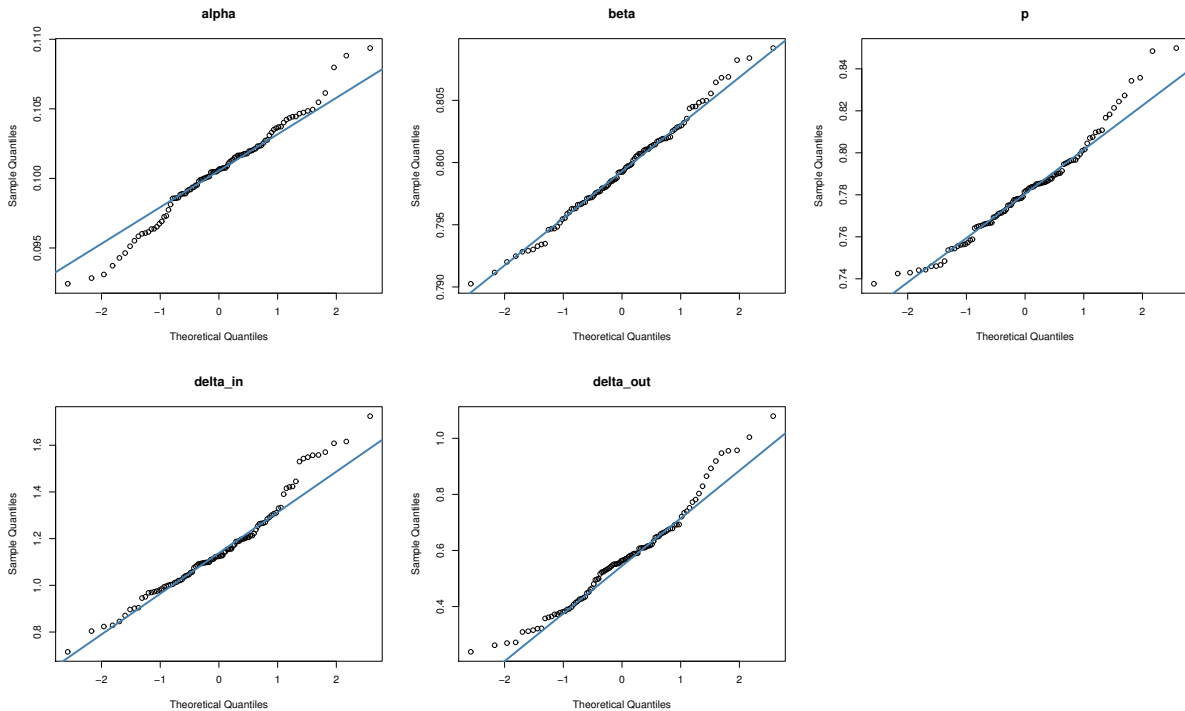 alpha
0.110
0.105
0.100
0.095
Sample Quantiles
−2 −1 0 1 2
Theoretical Quantiles
beta
0.805
0.800
0.795
0.790
Sample Quantiles
−2 −1 0 1 2
Theoretical Quantiles
p
0.84
0.82
0.80
0.78
0.76
0.74
Sample Quantiles
−2 −1 0 1 2
Theoretical Quantiles
delta_in
1.6
1.4
1.2
1.0
0.8
Sample Quantiles
−2 −1 0 1 2
Theoretical Quantiles
delta_out
1.0
0.8
0.6
0.4
Sample Quantiles
−2 −1 0 1 2
Theoretical Quantiles